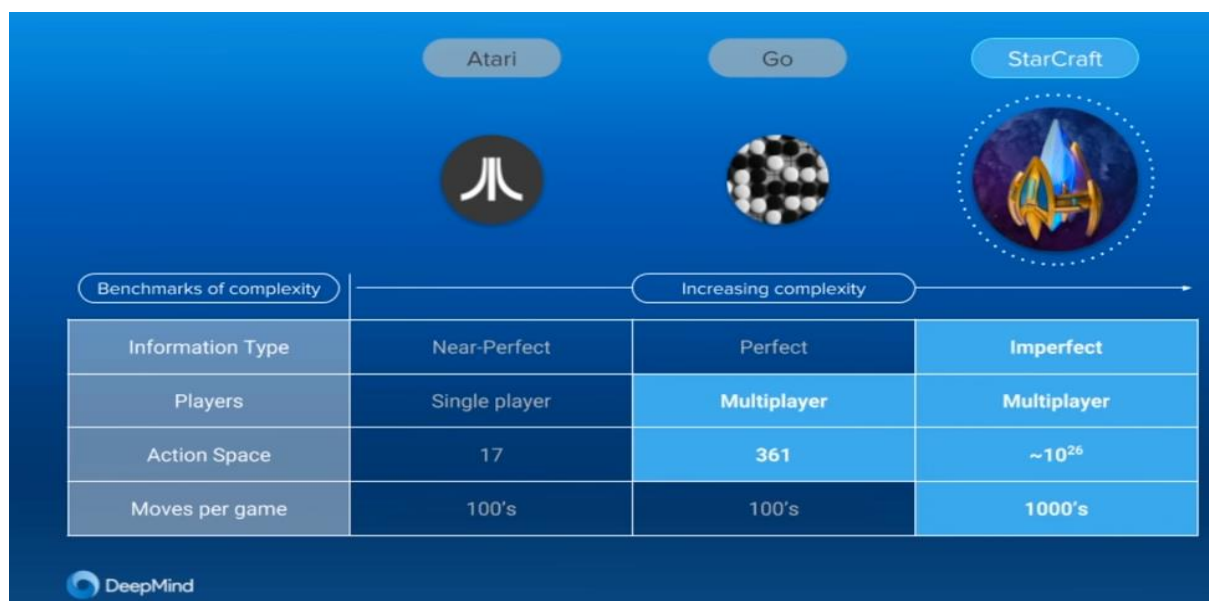 Atari Go StarCraft
Benchmarks of complexity Increasing complexity
Information Type Near-Perfect Perfect Imperfect
Players Single player Multiplayer Multiplayer
Action Space 17 361 ~10²⁶
Moves per game 100's 100's 1000's
DeepMind